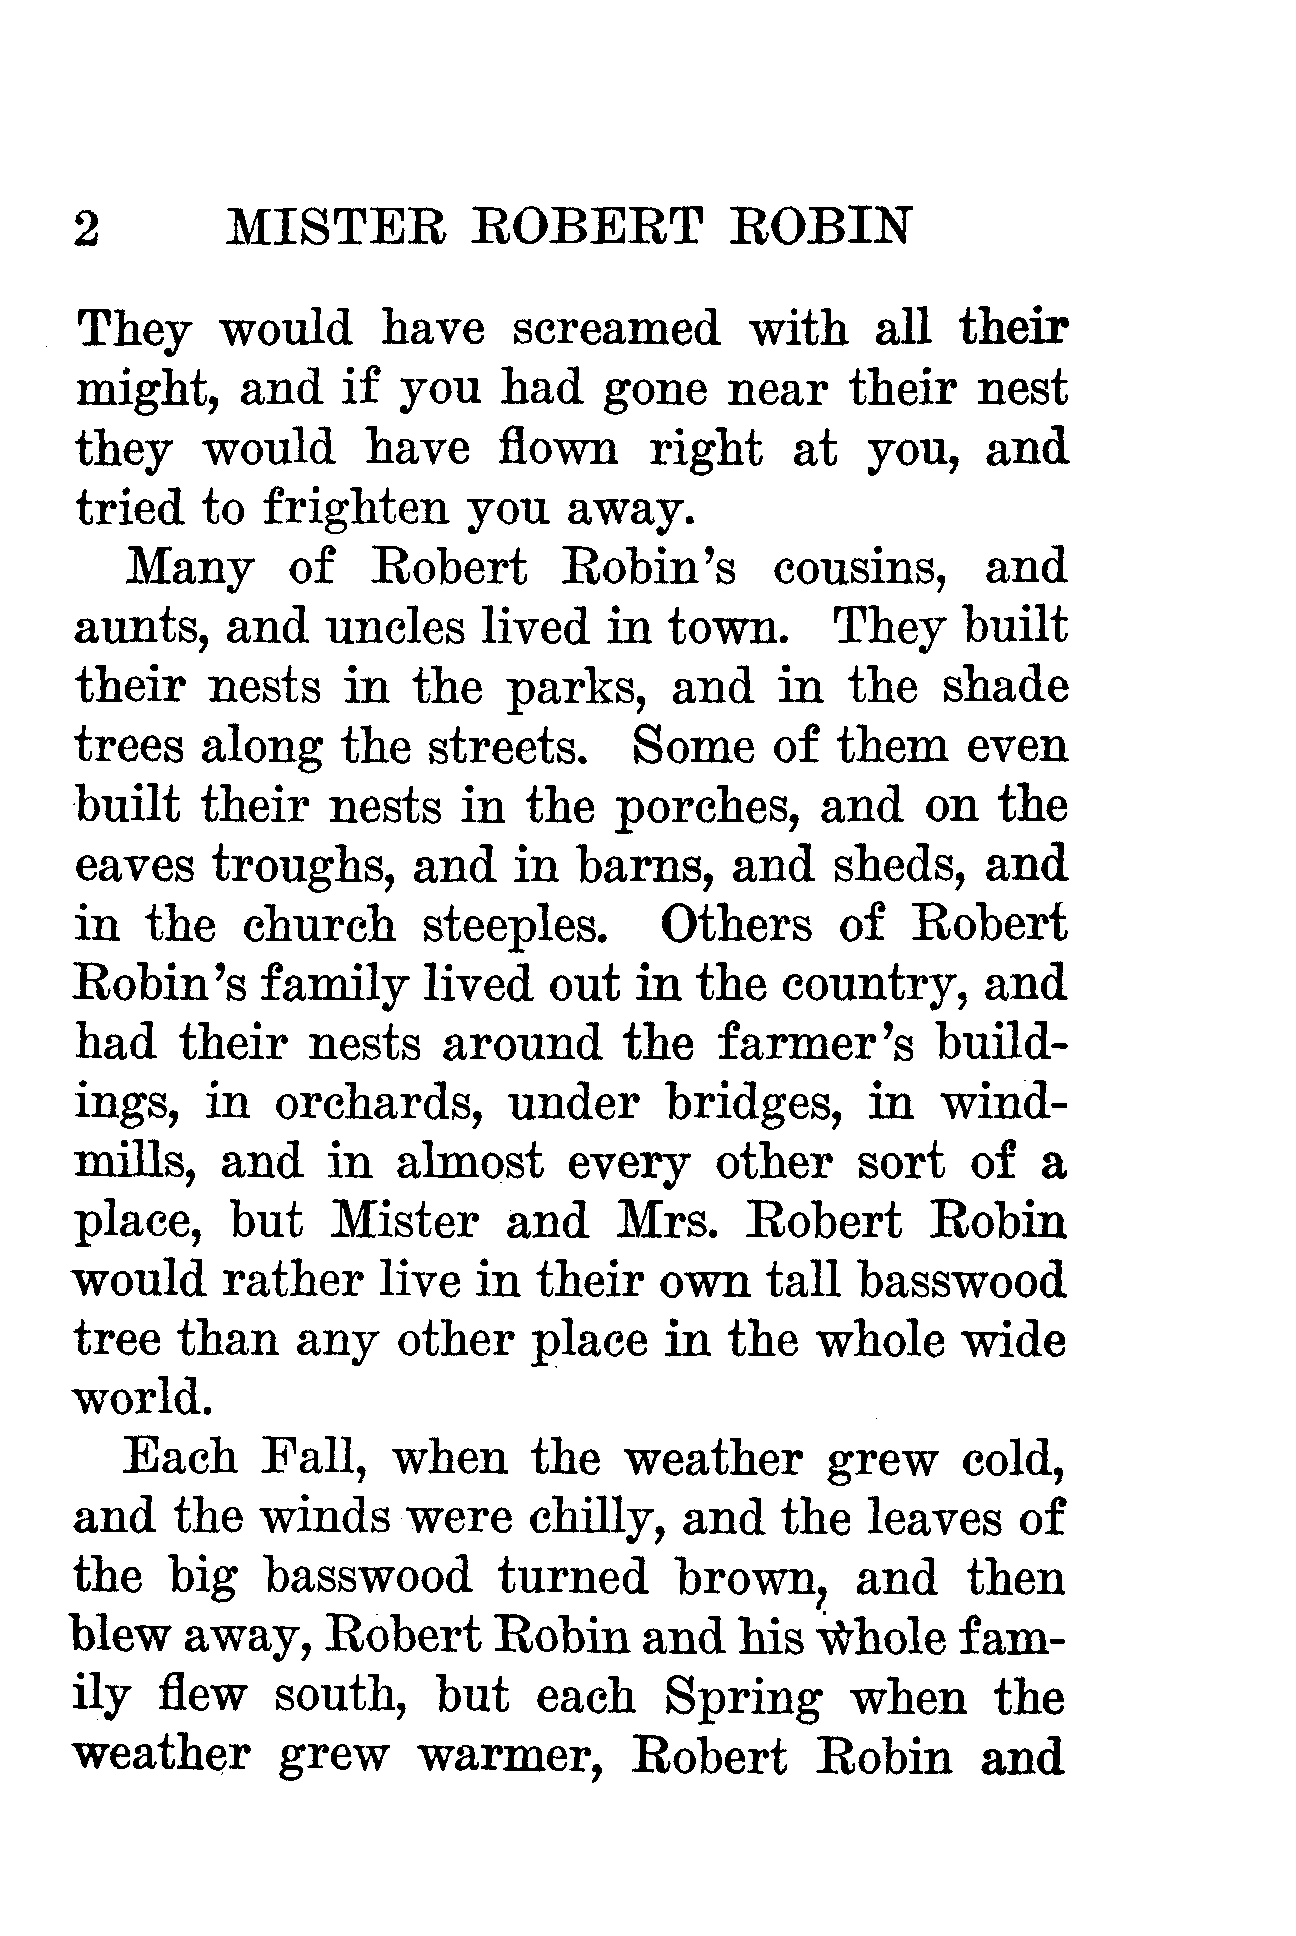 2 MISTER ROBERT ROBIN
They would have screamed with all their
might, and if you had gone near their nest
they would have flown right at you, and
tried to frighten you away.
Many of Robert Robin's cousins, and
aunts, and uncles lived in town. They built
their nests in the parks, and in the shade
trees along the streets. Some of them even
built their nests in the porches, and on the
eaves troughs, and in barns, and sheds, and
in the church steeples. Others of Robert
Robin's family lived out in the country, and
had their nests around the farmer's build-
ings, in orchards, under bridges, in wind-
mills, and in almost every other sort of a
place, but Mister and Mrs. Robert Robin
would rather live in their own tall basswood
tree than any other place in the whole wide
world.
Each Fall, when the weather grew cold,
and the winds were chilly, and the leaves of
the big basswood turned brown, and then
blew away, Robert Robin and his whole fam-
ily flew south, but each Spring when the
weather grew warmer, Robert Robin and